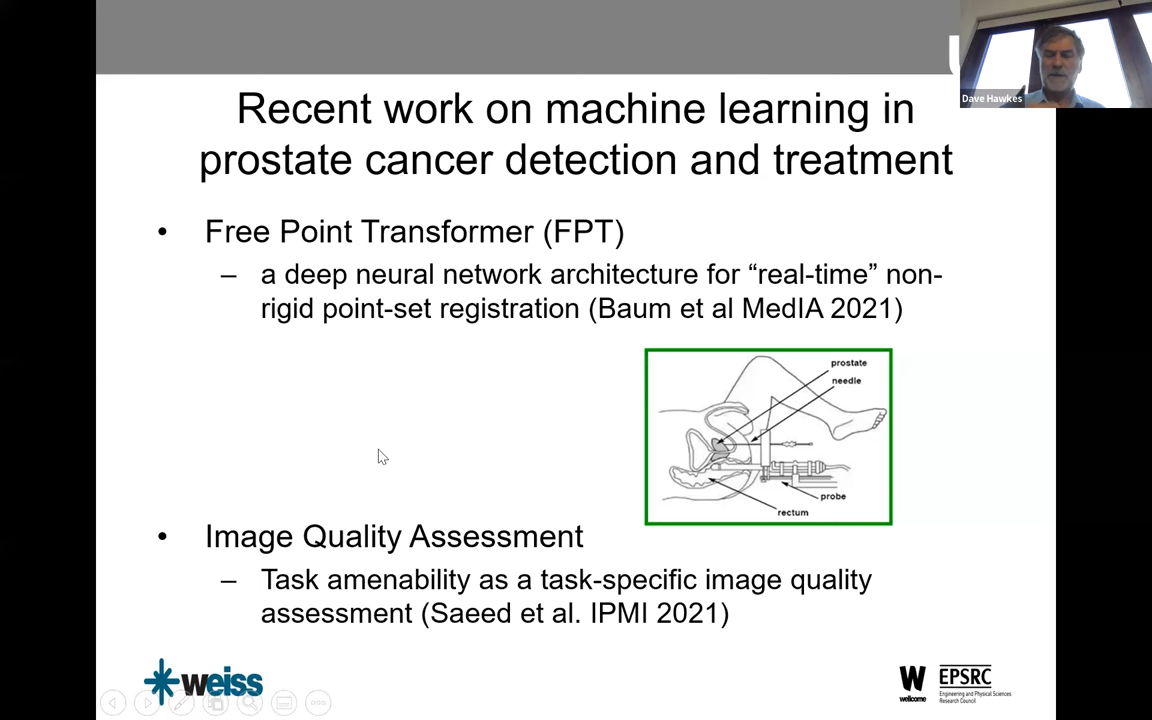 Dave Hawkes
Recent work on machine learning in
prostate cancer detection and treatment
• Free Point Transformer (FPT)
– a deep neural network architecture for “real-time” non-
rigid point-set registration (Baum et al MedIA 2021)
prostate
needle
probe
rectum
• Image Quality Assessment
– Task amenability as a task-specific image quality
assessment (Saeed et al. IPMI 2021)
weiss
W
wellcome
EPSRC
Engineering and Physical Sciences
Research Council